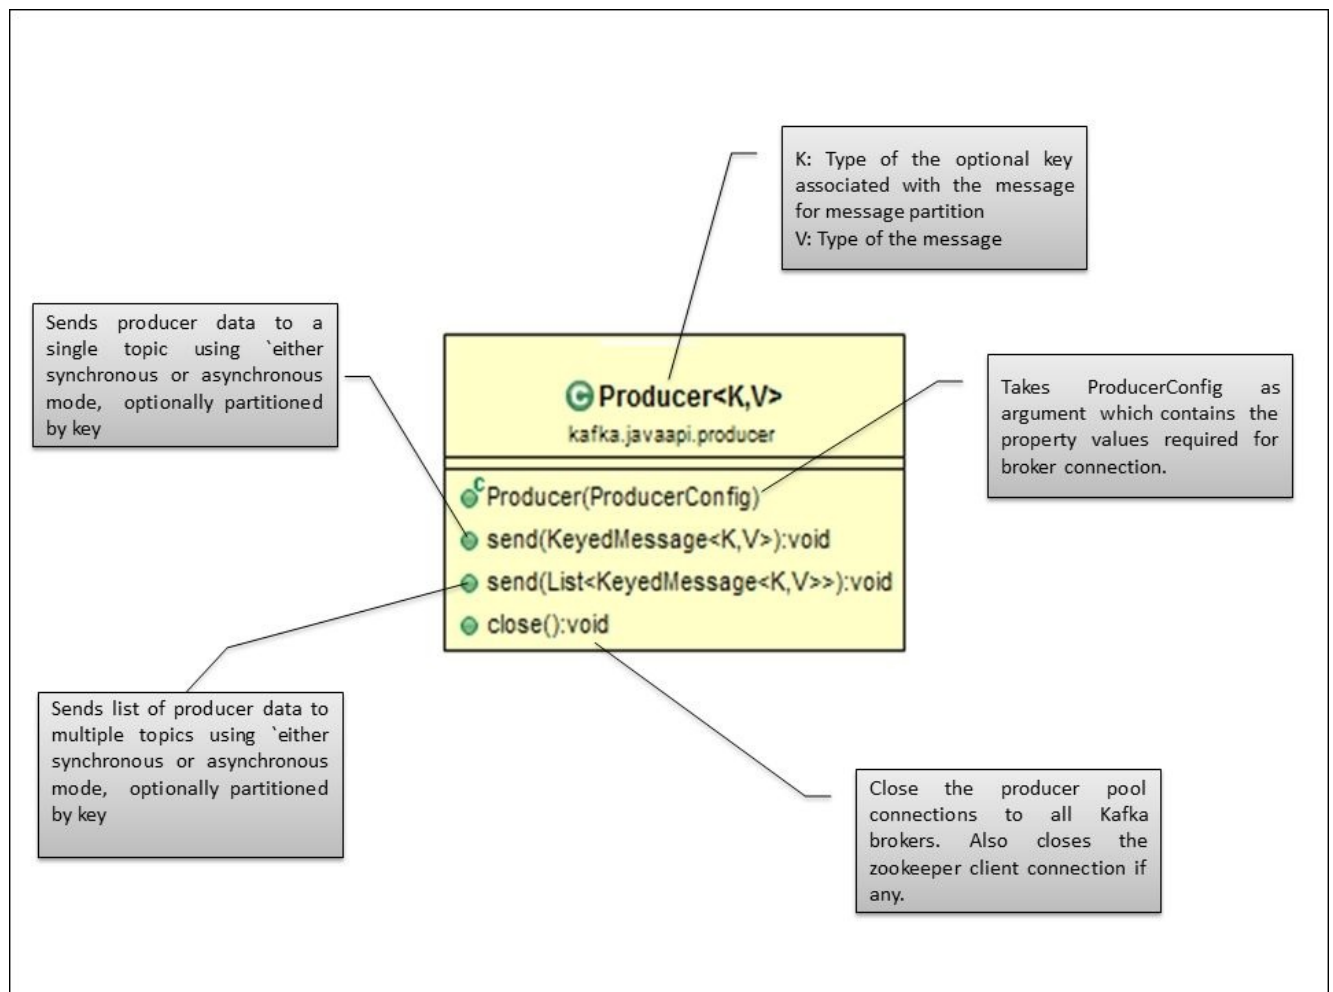 K: Type of the optional key
associated with the message
for message partition
V: Type of the message
Sends producer data to a
single topic using `either
synchronous or asynchronous
mode, optionally partitioned
by key
Producer<K,V>
kafka.javaapi.producer
Producer(ProducerConfig)
send(KeyedMessage<K,V>):void
send(List<KeyedMessage<K,V>>):void
close():void
Takes ProducerConfig as
argument which contains the
property values required for
broker connection.
Sends list of producer data to
multiple topics using `either
synchronous or asynchronous
mode, optionally partitioned
by key
Close the producer pool
connections to all Kafka
brokers. Also closes the
zookeeper client connection if
any.